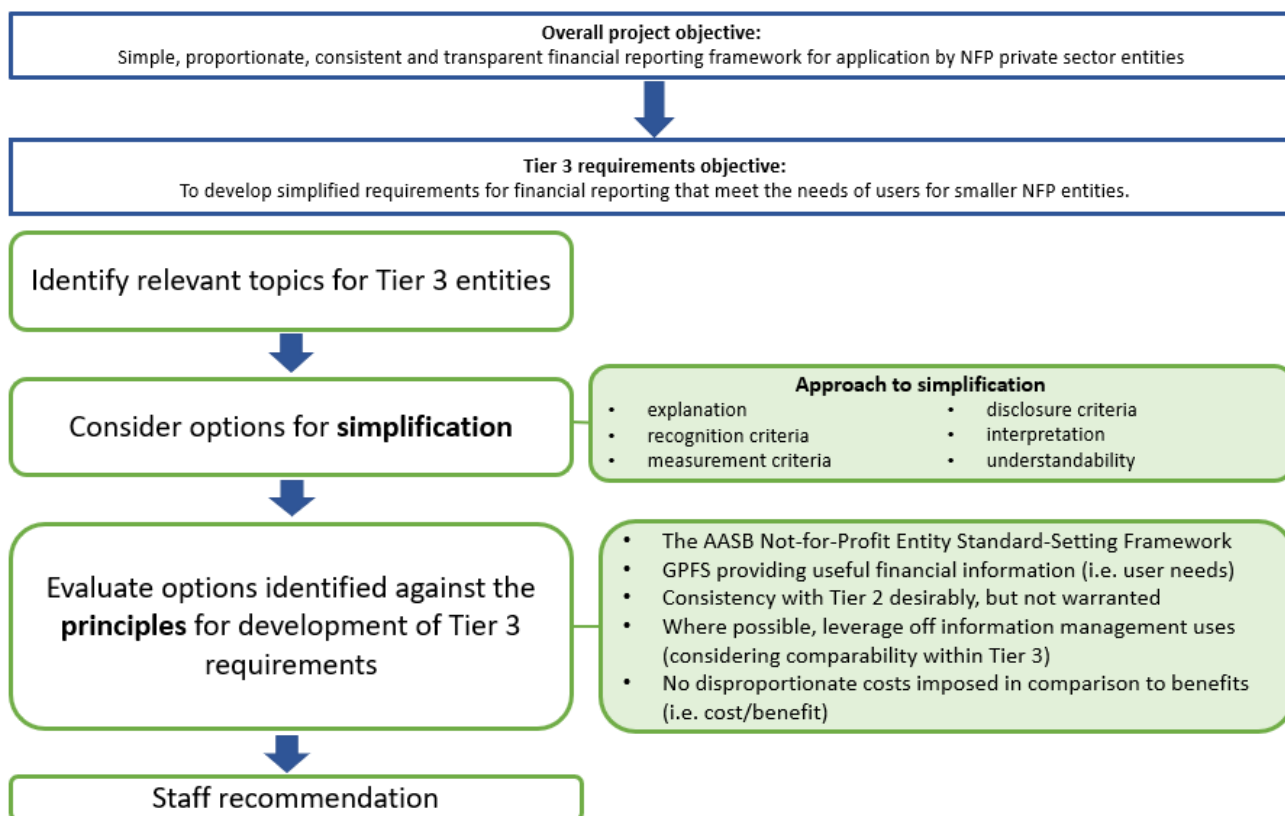 Overall project objective:
Simple, proportionate, consistent and transparent financial reporting framework for application by NFP private sector entities
Tier 3 requirements objective:
To develop simplified requirements for financial reporting that meet the needs of users for smaller NFP entities.
Identify relevant topics for Tier 3 entities
Consider options for simplification
Approach to simplification
• explanation
• recognition criteria
• measurement criteria
• disclosure criteria
• interpretation
• understandability
Evaluate options identified against the
principles for development of Tier 3
requirements
• The AASB Not-for-Profit Entity Standard-Setting Framework
• GPFS providing useful financial information (i.e. user needs)
• Consistency with Tier 2 desirably, but not warranted
• Where possible, leverage off information management uses
(considering comparability within Tier 3)
• No disproportionate costs imposed in comparison to benefits
(i.e. cost/benefit)
Staff recommendation